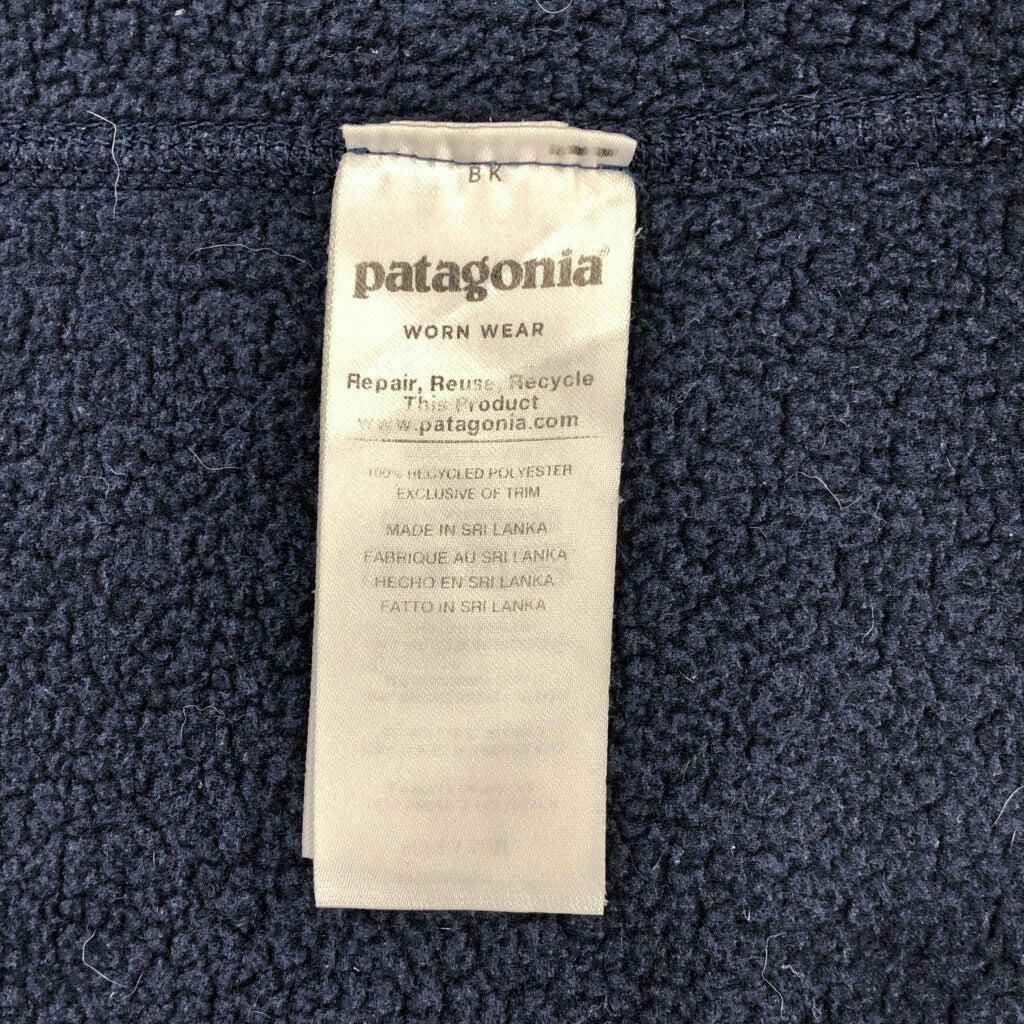 BK
patagonia®
WORN WEAR
Repair, Reuse, Recycle
This Product
www.patagonia.com
100% RECYCLED POLYESTER
EXCLUSIVE OF TRIM
MADE IN SRI LANKA
FABRIQUE AU SRI LANKA
HECHO EN SRI LANKA
FATTO IN SRI LANKA